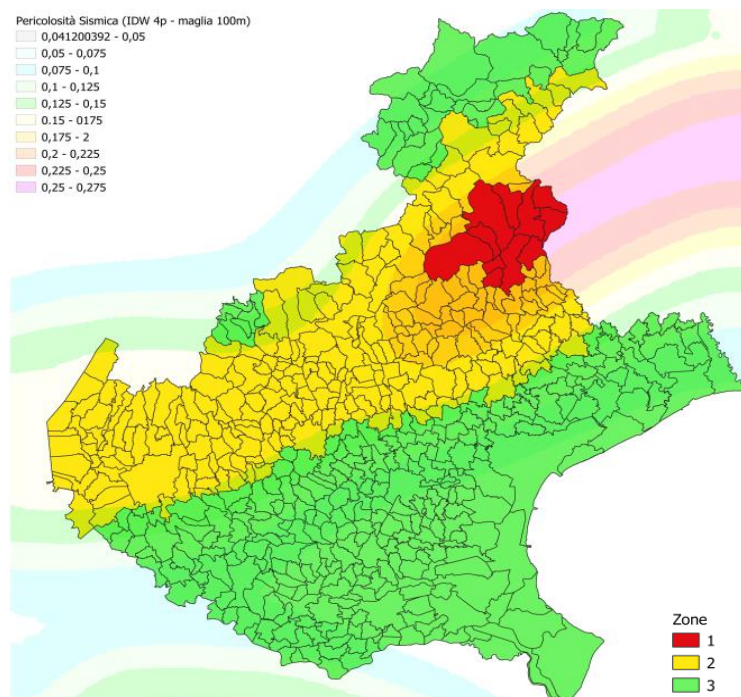 Pericolosità Sismica (IDW 4p - maglia 100m)
0,041200392 - 0,05
0,05 - 0,075
0,075 - 0,1
0,1 - 0,125
0,125 - 0,15
0.15 - 0175
0,175 - 2
0,2 - 0,225
0,225 - 0,25
0,25 - 0,275
Zone
1
2
3